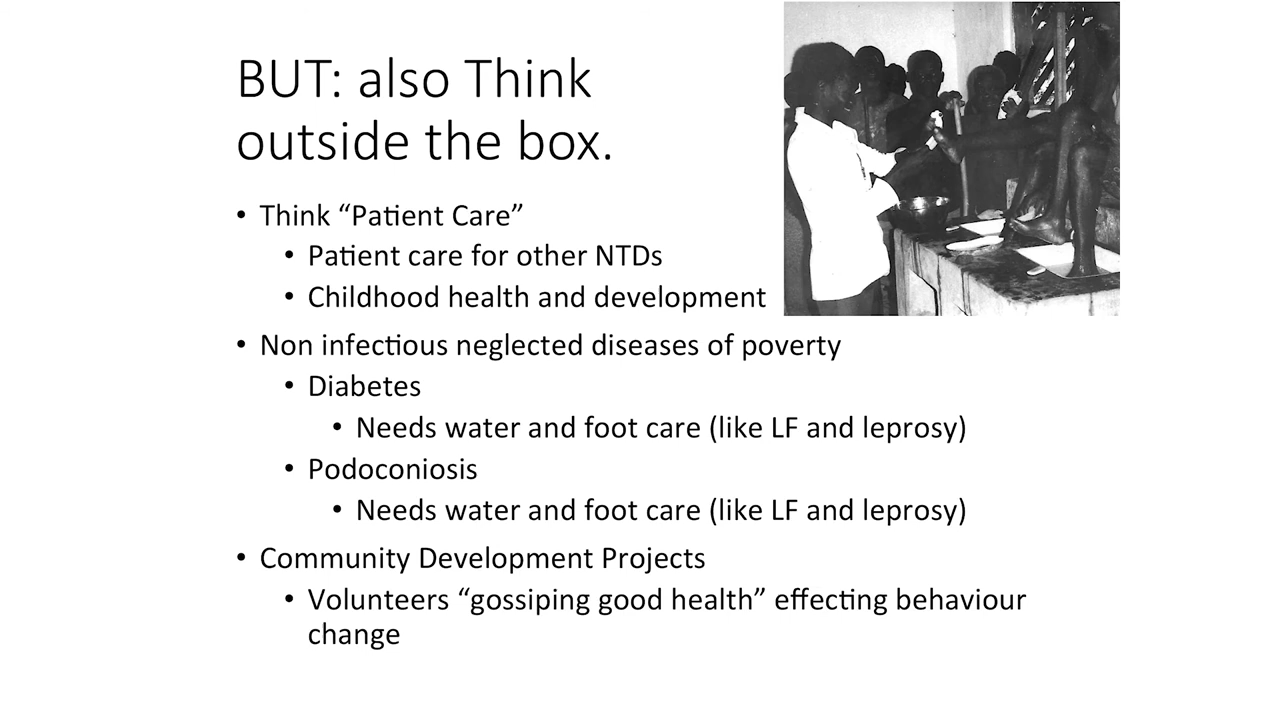 BUT: also Think
outside the box.
• Think “Patient Care”
• Patient care for other NTDs
• Childhood health and development
• Non infectious neglected diseases of poverty
• Diabetes
• Needs water and foot care (like LF and leprosy)
• Podoconiosis
• Needs water and foot care (like LF and leprosy)
• Community Development Projects
• Volunteers “gossiping good health” effecting behaviour
change